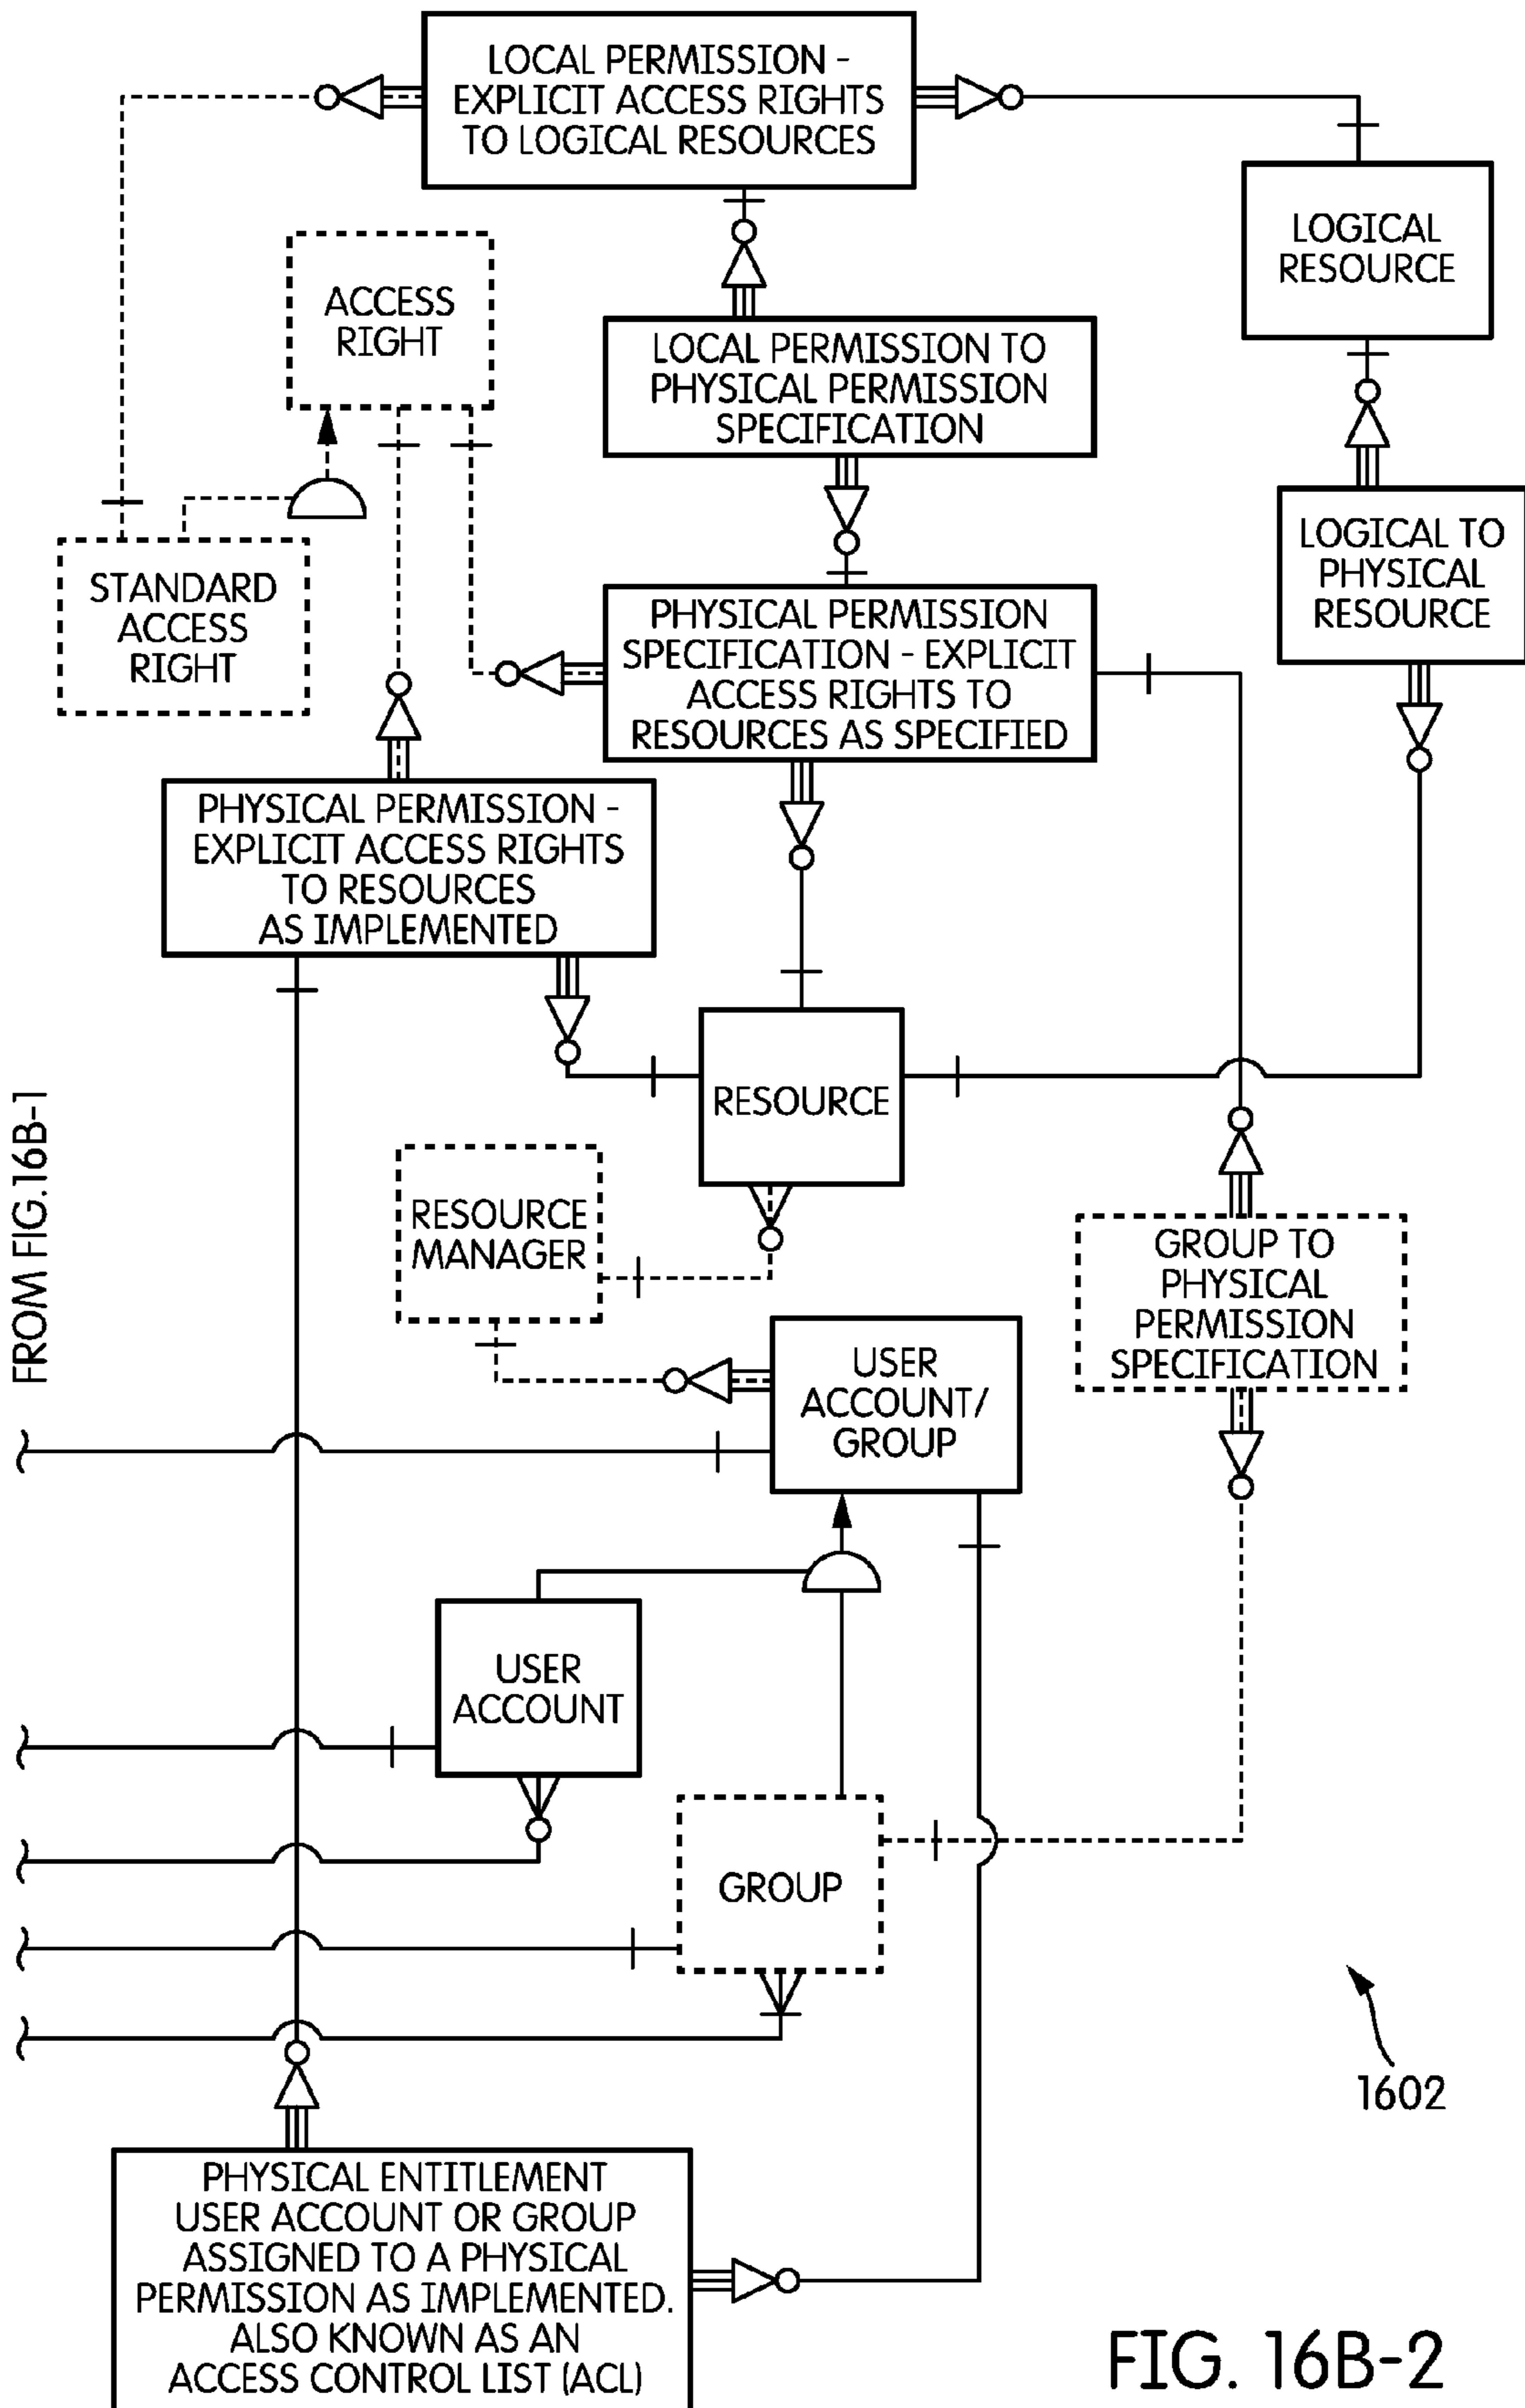 LOCAL PERMISSION -
EXPLICIT ACCESS RIGHTS
TO LOGICAL RESOURCES
LOGICAL
RESOURCE
ACCESS
RIGHT
LOCAL PERMISSION TO
PHYSICAL PERMISSION
SPECIFICATION
LOGICAL TO
PHYSICAL
RESOURCE
STANDARD
ACCESS
RIGHT
PHYSICAL PERMISSION
SPECIFICATION - EXPLICIT
ACCESS RIGHTS TO
RESOURCES AS SPECIFIED
PHYSICAL PERMISSION -
EXPLICIT ACCESS RIGHTS
TO RESOURCES
AS IMPLEMENTED
RESOURCE
FROM FIG.16B-1
RESOURCE
MANAGER
GROUP TO
PHYSICAL
PERMISSION
SPECIFICATION
USER
ACCOUNT/
GROUP
USER
ACCOUNT
GROUP
1602
PHYSICAL ENTITLEMENT
USER ACCOUNT OR GROUP
ASSIGNED TO A PHYSICAL
PERMISSION AS IMPLEMENTED.
ALSO KNOWN AS AN
ACCESS CONTROL LIST (ACL)
FIG. 16B-2